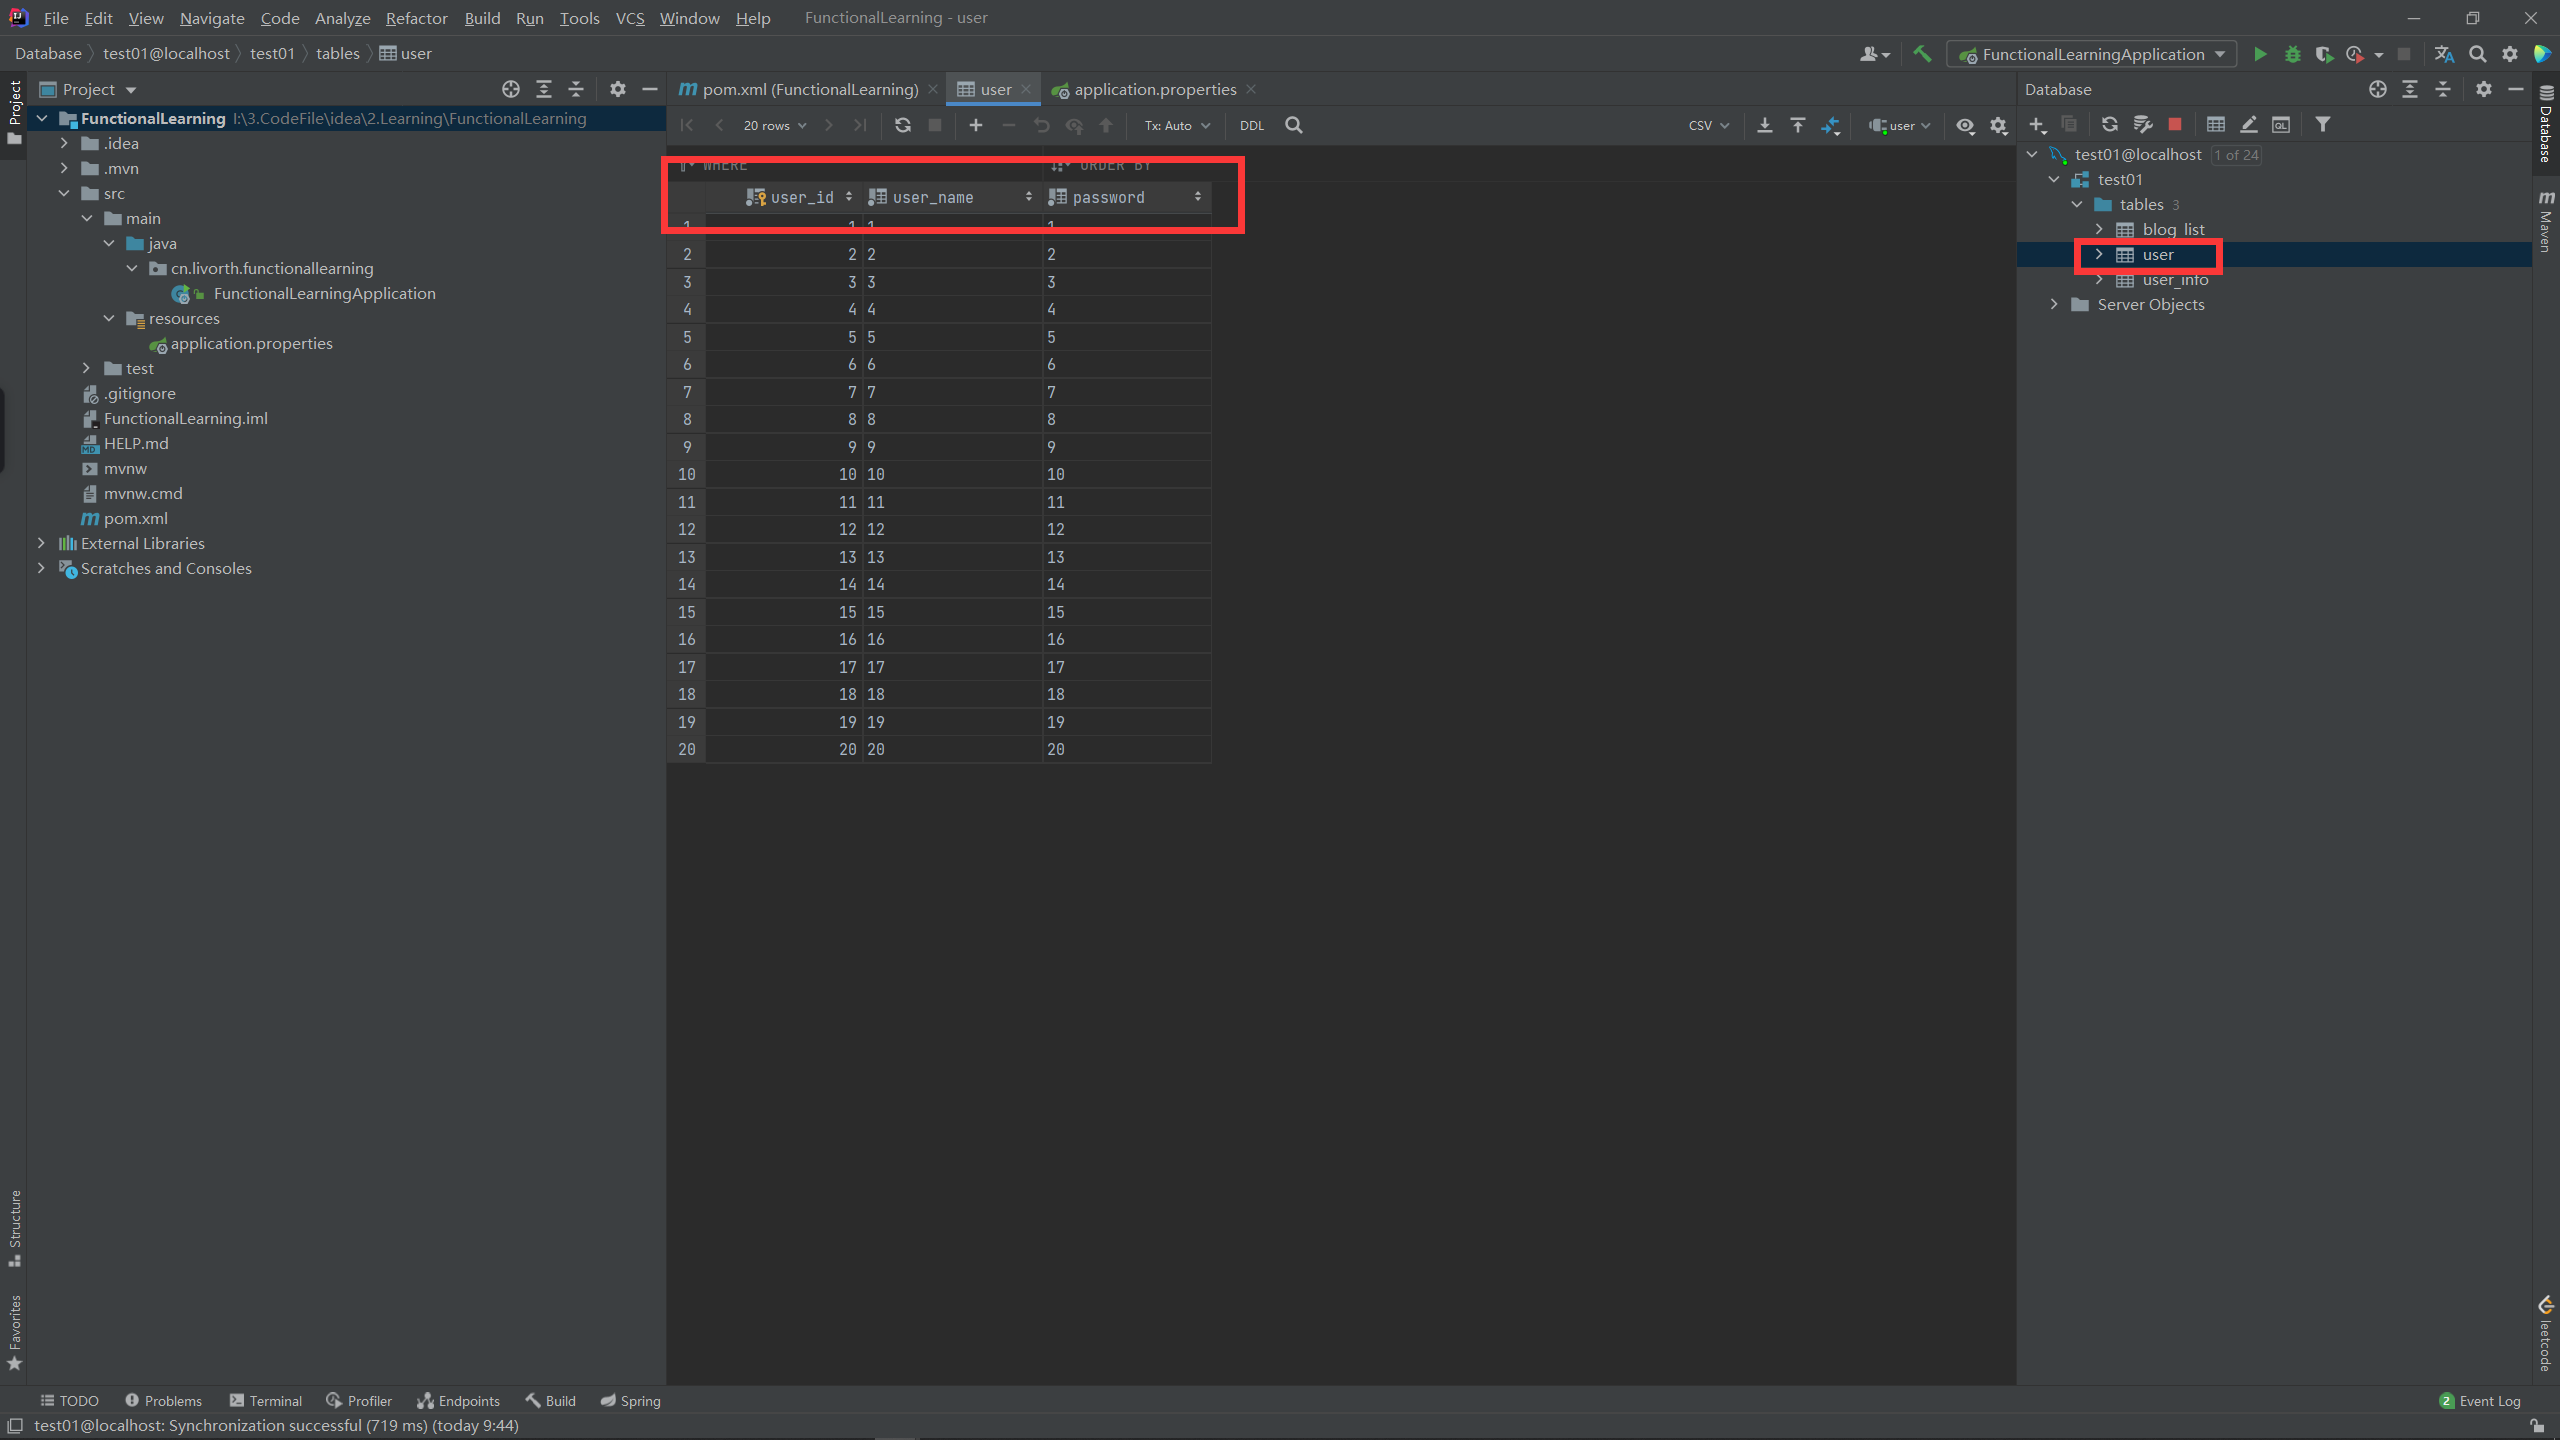 File Edit View Navigate Code Analyze Refactor Build Run Tools VCS Window Help FunctionalLearning - user
Database test01@localhost test01 tables user
FunctionalLearningApplication
Project
Project
FunctionalLearning I:\3.CodeFile\idea\2.Learning\FunctionalLearning
.idea
.mvn
src
main
java
cn.livorth.functionallearning
FunctionalLearningApplication
resources
application.properties
test
.gitignore
FunctionalLearning.iml
HELP.md
mvnw
mvnw.cmd
pom.xml
External Libraries
Scratches and Consoles
Structure
Favorites
pom.xml (FunctionalLearning) user application.properties
20 rows Tx: Auto DDL CSV user
WHERE ORDER BY
user_id user_name password
1 1 1 1
2 2 2 2
3 3 3 3
4 4 4 4
5 5 5 5
6 6 6 6
7 7 7 7
8 8 8 8
9 9 9 9
10 10 10 10
11 11 11 11
12 12 12 12
13 13 13 13
14 14 14 14
15 15 15 15
16 16 16 16
17 17 17 17
18 18 18 18
19 19 19 19
20 20 20 20
Database
test01@localhost 1 of 24
test01
tables 3
blog_list
user
user_info
Server Objects
Database
Maven
leetcode
TODO Problems Terminal Profiler Endpoints Build Spring 2 Event Log
test01@localhost: Synchronization successful (719 ms) (today 9:44)